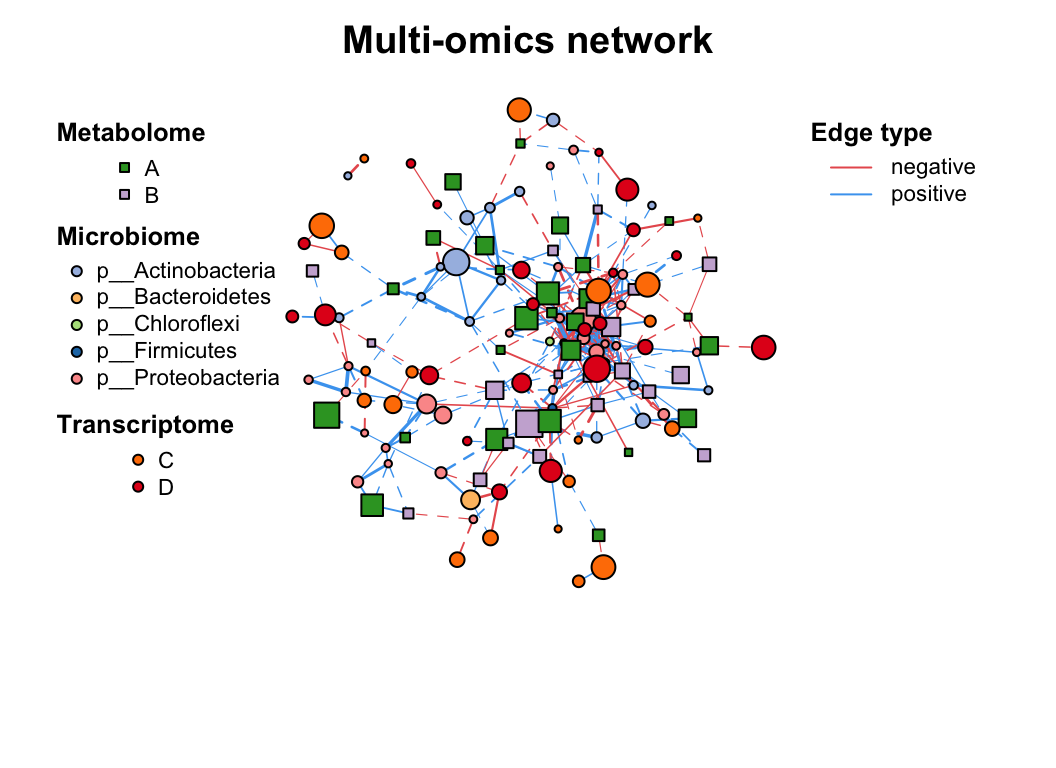 Multi-omics network
Metabolome
A
B
Microbiome
p__Actinobacteria
p__Bacteroidetes
p__Chloroflexi
p__Firmicutes
p__Proteobacteria
Transcriptome
C
D
Edge type
negative
positive